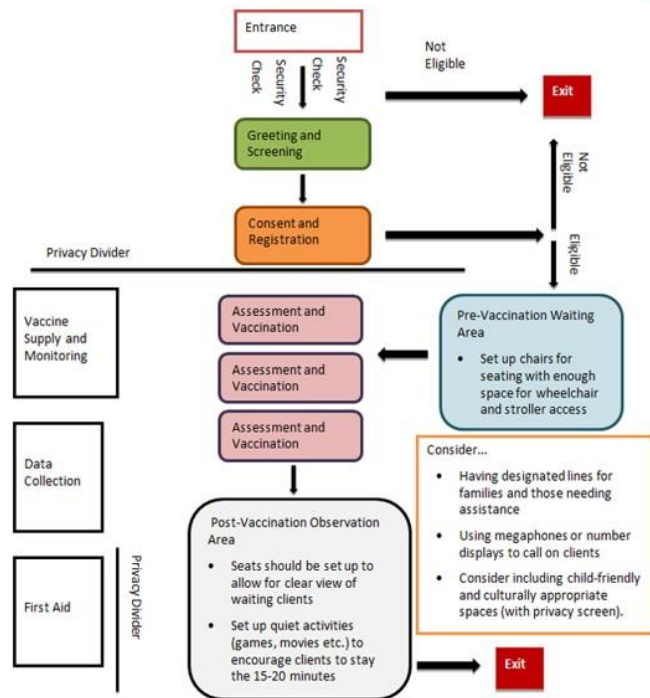 Entrance
Security
Check
Security
Check
Not
Eligible
Exit
Greeting and
Screening
Not
Eligible
Consent and
Registration
Eligible
Privacy Divider
Vaccine
Supply and
Monitoring
Assessment and
Vaccination
Assessment and
Vaccination
Assessment and
Vaccination
Pre-Vaccination Waiting
Area
• Set up chairs for
seating with enough
space for wheelchair
and stroller access
Data
Collection
Consider...
• Having designated lines for
families and those needing
assistance
• Using megaphones or number
displays to call on clients
• Consider including child-friendly
and culturally appropriate
spaces (with privacy screen).
First Aid
Privacy Divider
Post-Vaccination Observation
Area
• Seats should be set up to
allow for clear view of
waiting clients
• Set up quiet activities
(games, movies etc.) to
encourage clients to stay
the 15-20 minutes
Exit